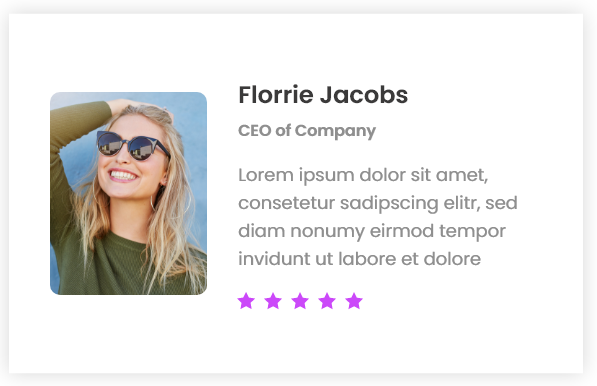 Florrie Jacobs
CEO of Company
Lorem ipsum dolor sit amet,
consetetur sadipscing elitr, sed
diam nonumy eirmod tempor
invidunt ut labore et dolore